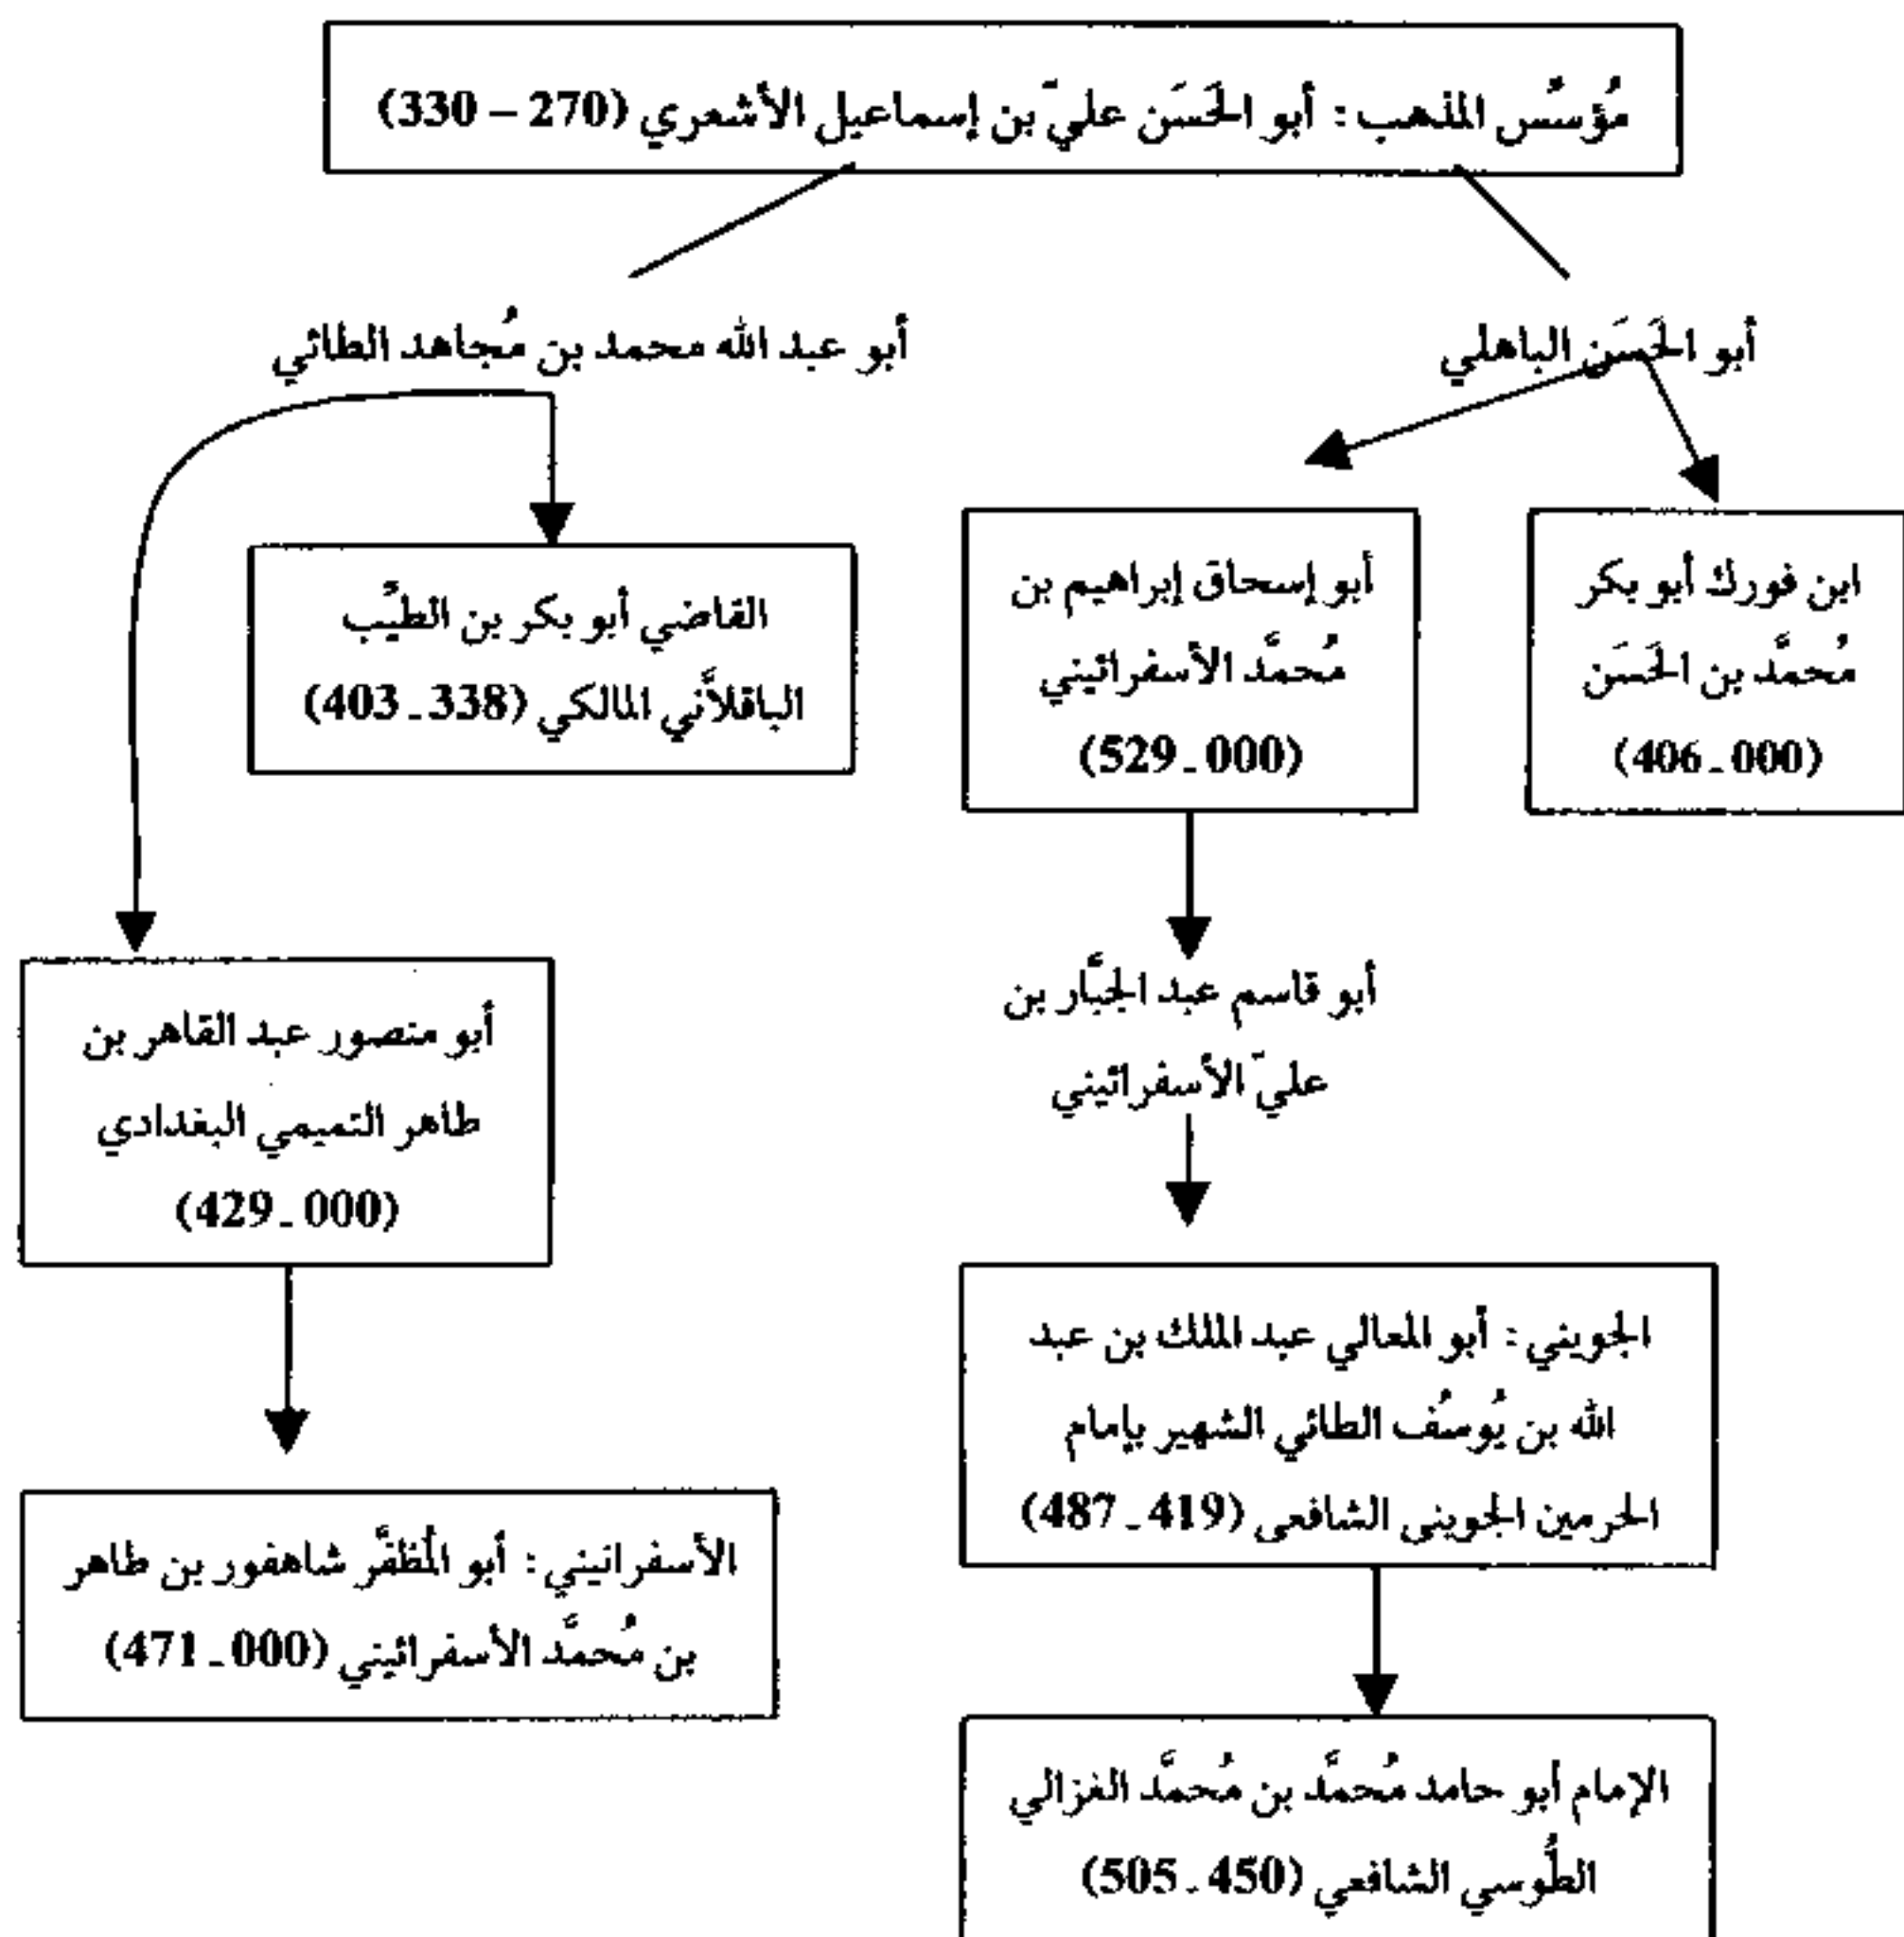 مُؤسِّس المذهب : أبو الحَسَن عليّ بن إسماعيل الأشعري (270 – 330)
أبو الحَسَن الباهلي
أبو عبد الله محمد بن مُجاهد الطائي
ابن فورك أبو بكر
مُحمَّد بن الحَسَن
(000 ـ 406)
أبو إسحاق إبراهيم بن
مُحمَّد الأسفرائيني
(000 ـ 529)
القاضي أبو بكر بن الطيِّب
الباقلاَّني المالكي (338 ـ 403)
أبو قاسم عبد الجبَّار بن
عليّ الأسفرائيني
أبو منصور عبد القاهر بن
طاهر التميمي البغدادي
(000 ـ 429)
الجويني : أبو المعالي عبد الملك بن عبد
الله بن يُوسُف الطائي الشهير بإمام
الحرمين الجويني الشافعي (419 ـ 487)
الأسفرانيني : أبو المُظفَّر شاهفور بن طاهر
بن مُحمَّد الأسفرائيني (000 ـ 471)
الإمام أبو حامد مُحمَّد بن مُحمَّد الغزالي
الطُوسي الشافعي (450 ـ 505)